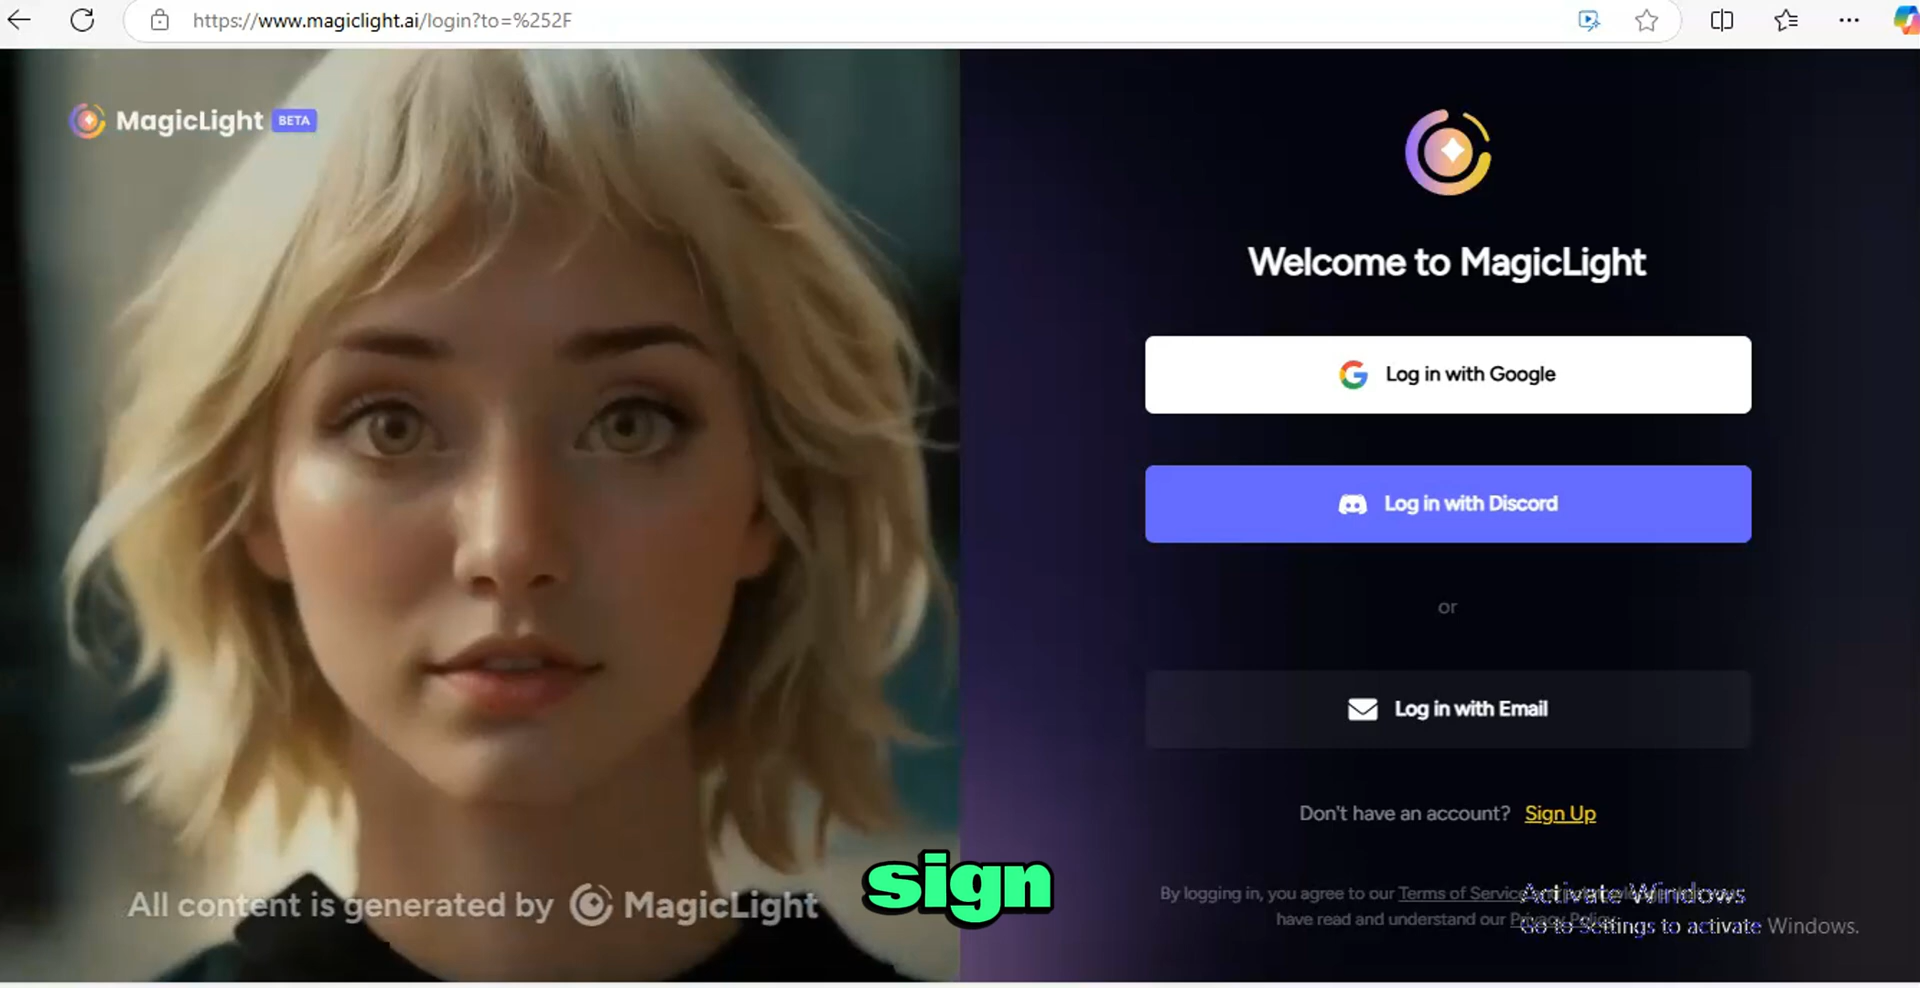 https://www.magiclight.ai/login?to=%252F
MagicLight BETA
Welcome to MagicLight
Log in with Google
Log in with Discord
or
Log in with Email
Don't have an account? Sign Up
sign
All content is generated by MagicLight
By logging in, you agree to our Terms of Service
have read and understand our Privacy Policy
Activate Windows
Go to Settings to activate Windows.